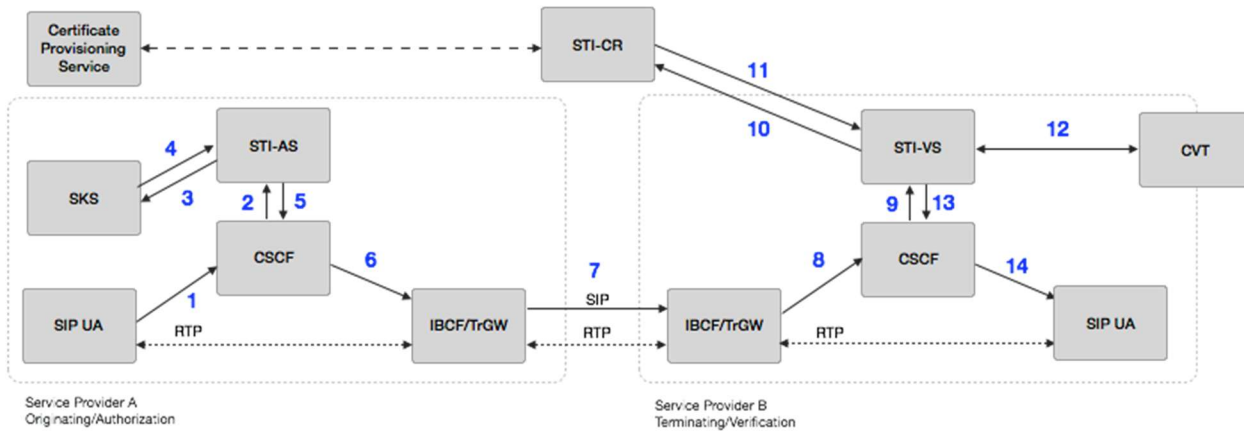 Certificate
Provisioning
Service
STI-CR
11
10
STI-AS
4
3
SKS
2
5
CSCF
6
1
SIP UA
RTP
IBCF/TrGW
7
SIP
RTP
STI-VS
12
CVT
9
13
8
CSCF
14
IBCF/TrGW
RTP
SIP UA
Service Provider A
Originating/Authorization
Service Provider B
Terminating/Verification